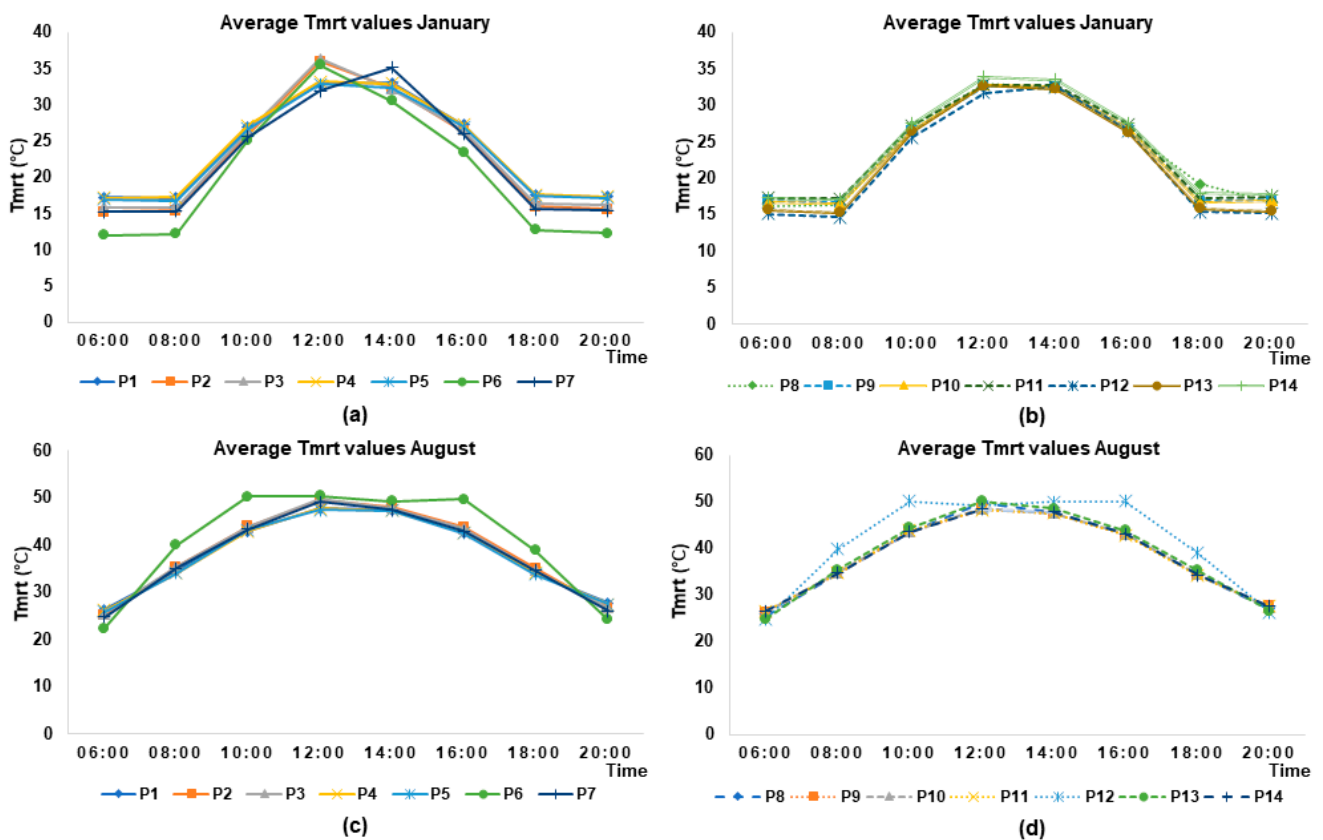 Average Tmrt values January
40
35
30
25
20
15
10
5
0
Tmrt (°C)
06:00 08:00 10:00 12:00 14:00 16:00 18:00 20:00
Time
P1 P2 P3 P4 P5 P6 P7
(a)
Average Tmrt values January
40
35
30
25
20
15
10
5
0
Tmrt (°C)
06:00 08:00 10:00 12:00 14:00 16:00 18:00 20:00
Time
P8 P9 P10 P11 P12 P13 P14
(b)
Average Tmrt values August
60
50
40
30
20
10
0
Tmrt (°C)
06:00 08:00 10:00 12:00 14:00 16:00 18:00 20:00
Time
P1 P2 P3 P4 P5 P6 P7
(c)
Average Tmrt values August
60
50
40
30
20
10
0
Tmrt (°C)
06:00 08:00 10:00 12:00 14:00 16:00 18:00 20:00
Time
P8 P9 P10 P11 P12 P13 P14
(d)